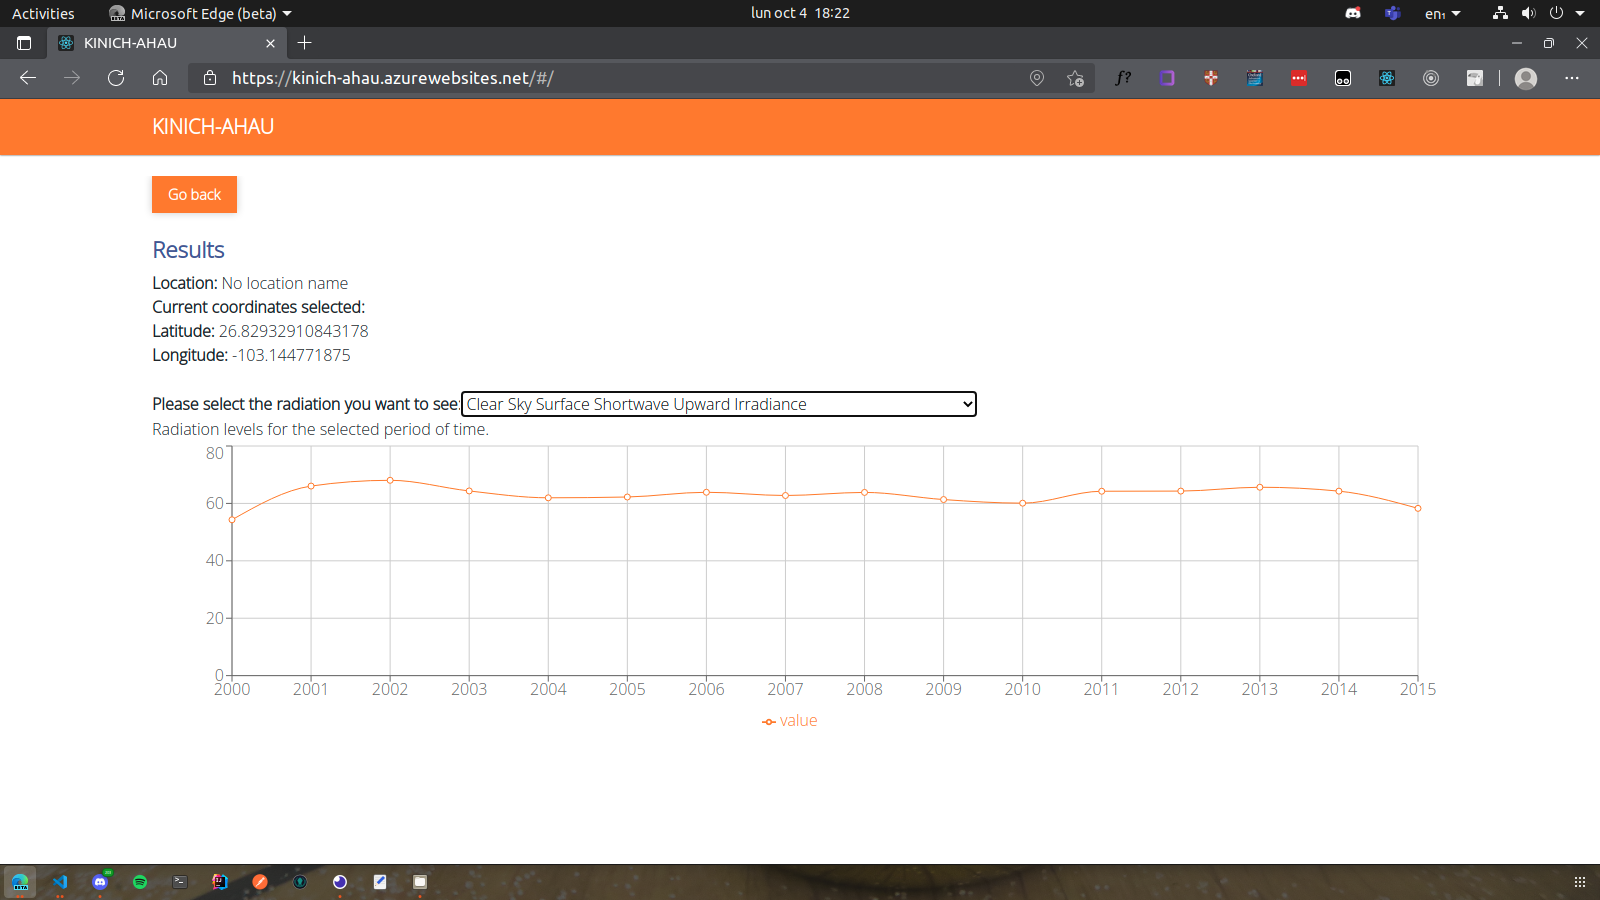 Activities Microsoft Edge (beta) lun oct 4 18:22 en₁
KINICH-AHAU
https://kinich-ahau.azurewebsites.net/#/ f?
KINICH-AHAU
Go back
Results
Location: No location name
Current coordinates selected:
Latitude: 26.82932910843178
Longitude: -103.144771875
Please select the radiation you want to see: Clear Sky Surface Shortwave Upward Irradiance
Radiation levels for the selected period of time.
80
60
40
20
0
2000 2001 2002 2003 2004 2005 2006 2007 2008 2009 2010 2011 2012 2013 2014 2015
value
BETA